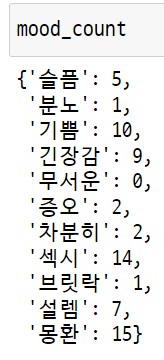 mood_count
{'슬픔': 5,
'분노': 1,
'기쁨': 10,
'긴장감': 9,
'무서운': 0,
'증오': 2,
'차분히': 2,
'섹시': 14,
'브릿락': 1,
'설렘': 7,
'몽환': 15}